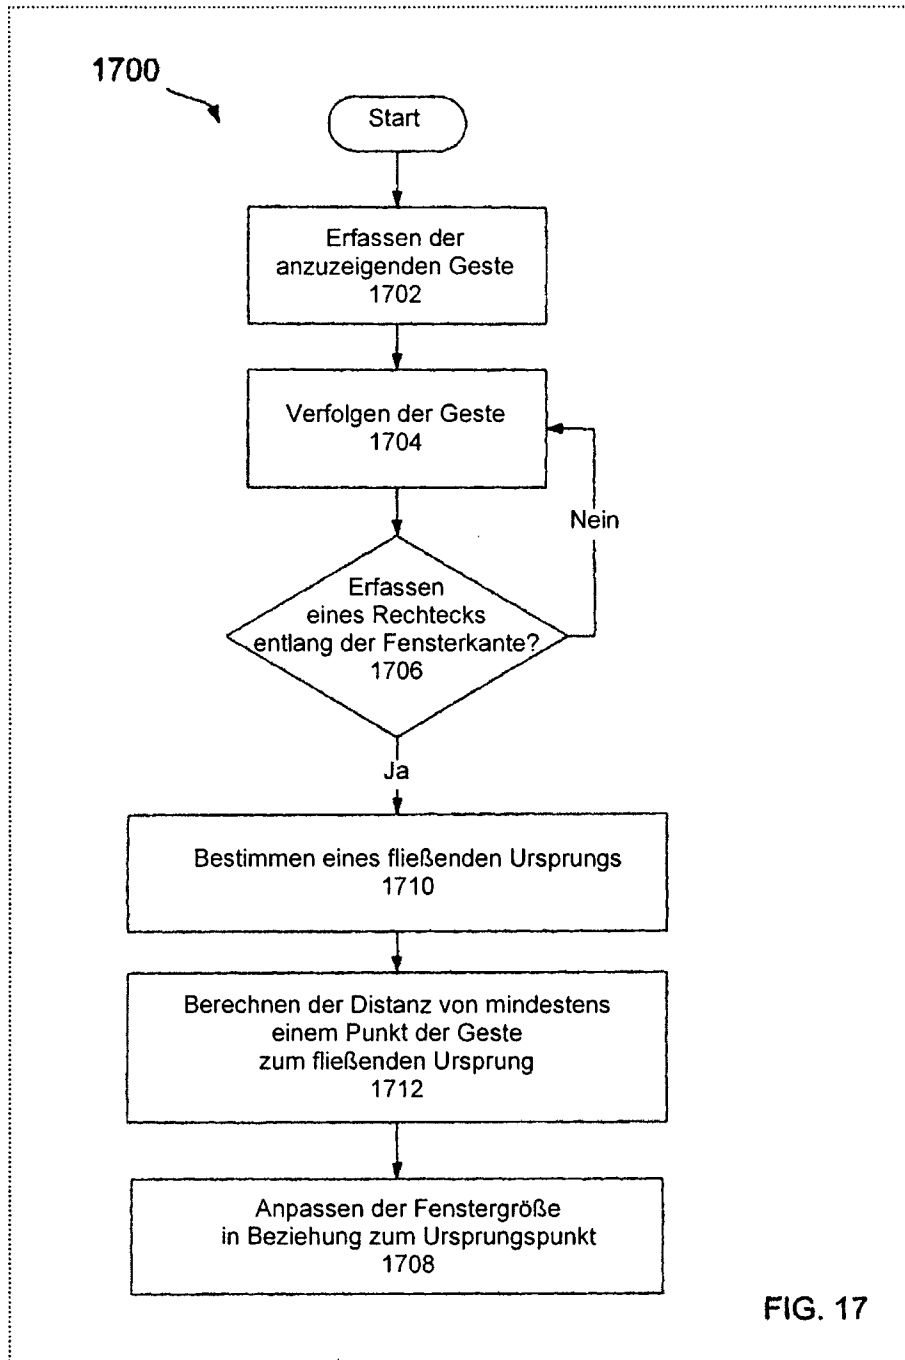 1700
Start
Erfassen der
anzuzeigenden Geste
1702
Verfolgen der Geste
1704
Nein
Erfassen
eines Rechtecks
entlang der Fensterkante?
1706
Ja
Bestimmen eines fließenden Ursprungs
1710
Berechnen der Distanz von mindestens
einem Punkt der Geste
zum fließenden Ursprung
1712
Anpassen der Fenstergröße
in Beziehung zum Ursprungspunkt
1708
FIG. 17